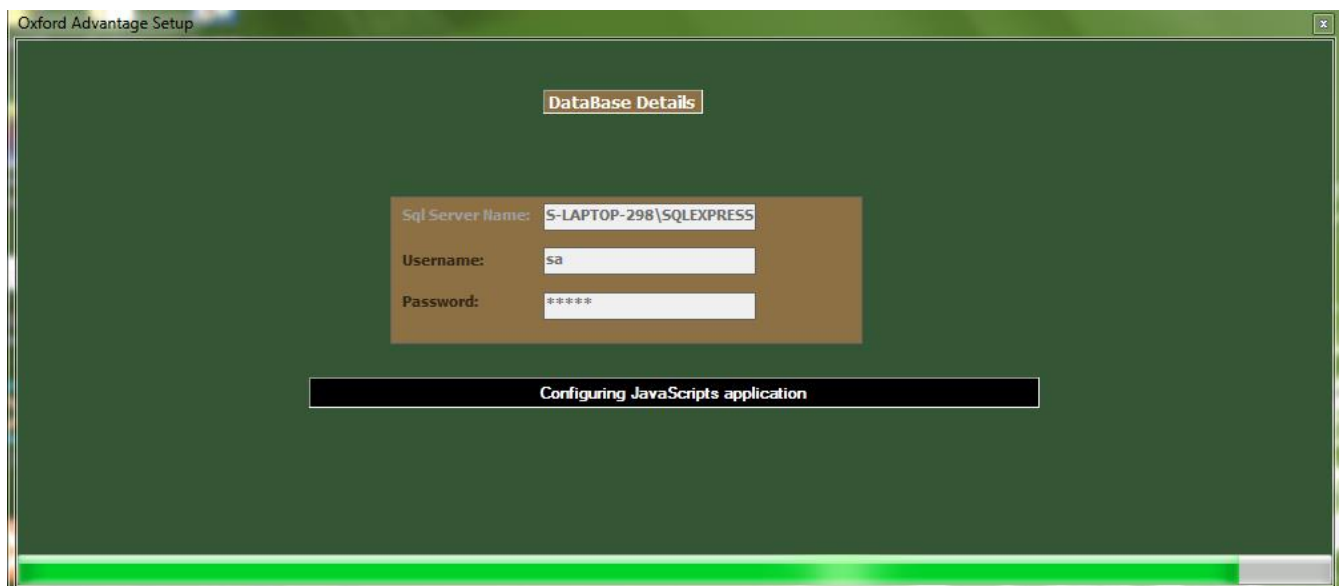 Oxford Advantage Setup
x
DataBase Details
Sql Server Name: S-LAPTOP-298\SQLEXPRESS
Username: sa
Password: *****
Configuring JavaScripts application